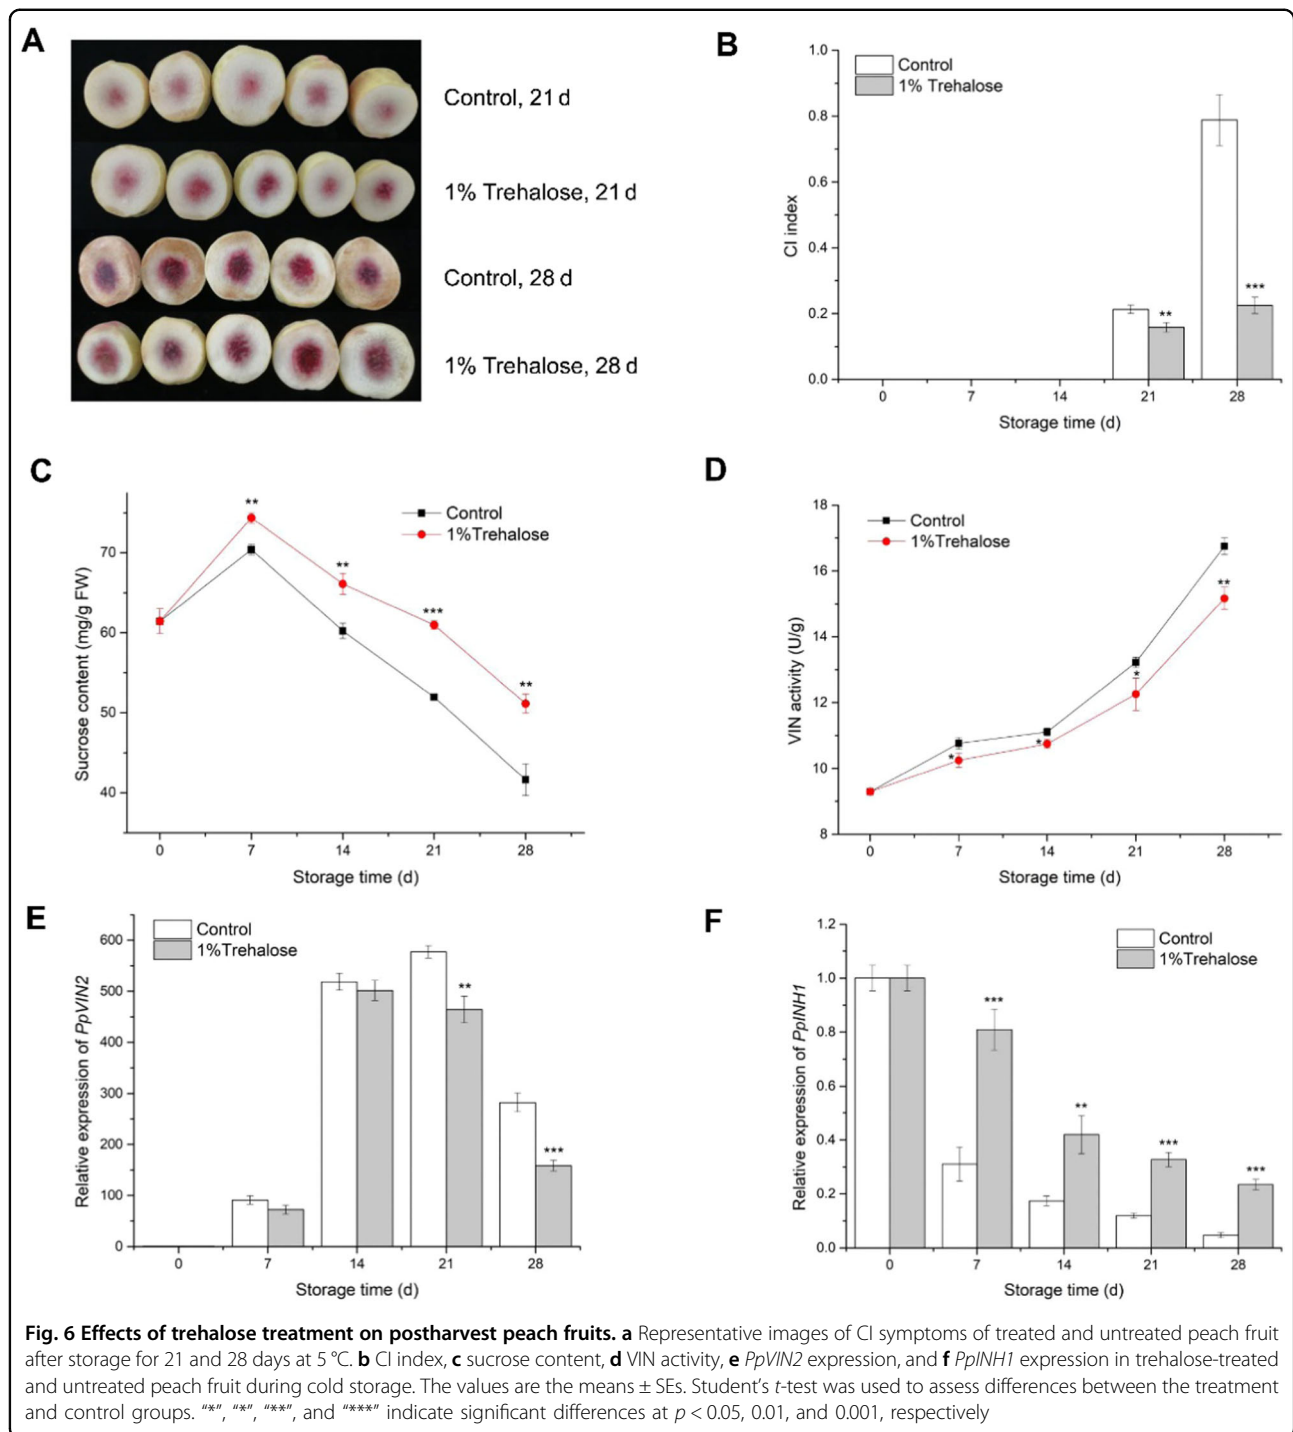 A
Control, 21 d
1% Trehalose, 21 d
Control, 28 d
1% Trehalose, 28 d
B
Control
1% Trehalose
1.0
0.8
0.6
0.4
0.2
0.0
CI index
**
***
0 7 14 21 28
Storage time (d)
C
Control
1%Trehalose
70
60
50
40
Sucrose content (mg/g FW)
**
**
***
**
0 7 14 21 28
Storage time (d)
D
Control
1%Trehalose
18
16
14
12
10
8
VIN activity (U/g)
*
*
*
**
0 7 14 21 28
Storage time (d)
E
Control
1%Trehalose
600
500
400
300
200
100
0
Relative expression of PpVIN2
**
***
0 7 14 21 28
Storage time (d)
F
Control
1%Trehalose
1.2
1.0
0.8
0.6
0.4
0.2
0.0
Relative expression of PpINH1
***
**
***
***
0 7 14 21 28
Storage time (d)
Fig. 6 Effects of trehalose treatment on postharvest peach fruits. a Representative images of CI symptoms of treated and untreated peach fruit
after storage for 21 and 28 days at 5 °C. b CI index, c sucrose content, d VIN activity, e PpVIN2 expression, and f PpINH1 expression in trehalose-treated
and untreated peach fruit during cold storage. The values are the means ± SEs. Student's t-test was used to assess differences between the treatment
and control groups. "*", "*", "**", and "***" indicate significant differences at p < 0.05, 0.01, and 0.001, respectively